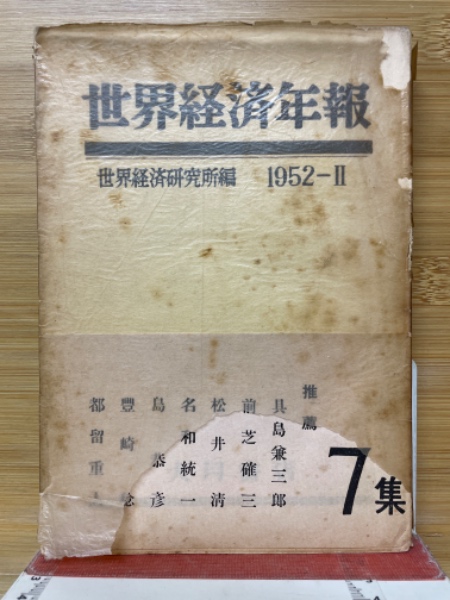 世界経済年報
世界経済研究所編 1952-II
推薦
具島兼三郎
前芝確三
松井清
名和統一
島恭彦
豊崎稔
都留重人
7集